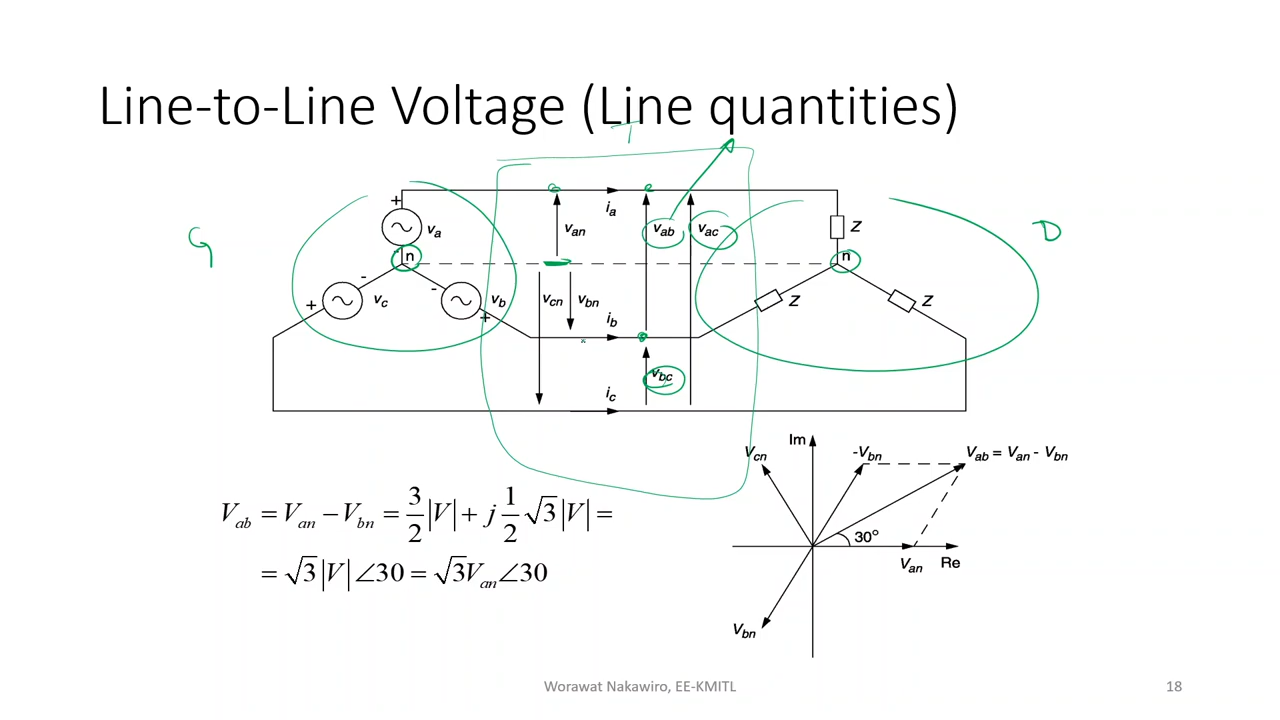 Line-to-Line Voltage (Line quantities)
T
+
i_a
v_a
v_an
v_ab
v_ac
Z
G
D
n
n
-
-
-
+
v_c
v_b
+
v_cn
v_bn
i_b
Z
Z
v_bc
i_c
Im
V_cn
-V_bn
V_ab = V_an - V_bn
30°
V_an
Re
V_bn
V_ab = V_an − V_bn = 3/2 |V| + j 1/2 √3 |V| =
= √3 |V| ∠30 = √3 V_an ∠30
Worawat Nakawiro, EE-KMITL
18